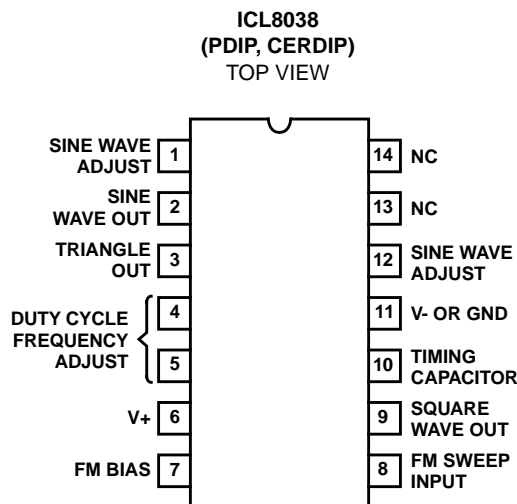 ICL8038
(PDIP, CERDIP)
TOP VIEW
SINE WAVE
ADJUST
1
SINE
WAVE OUT
2
TRIANGLE
OUT
3
DUTY CYCLE
FREQUENCY
ADJUST
4
5
V+
6
FM BIAS
7
14
NC
13
NC
12
SINE WAVE
ADJUST
11
V- OR GND
10
TIMING
CAPACITOR
9
SQUARE
WAVE OUT
8
FM SWEEP
INPUT